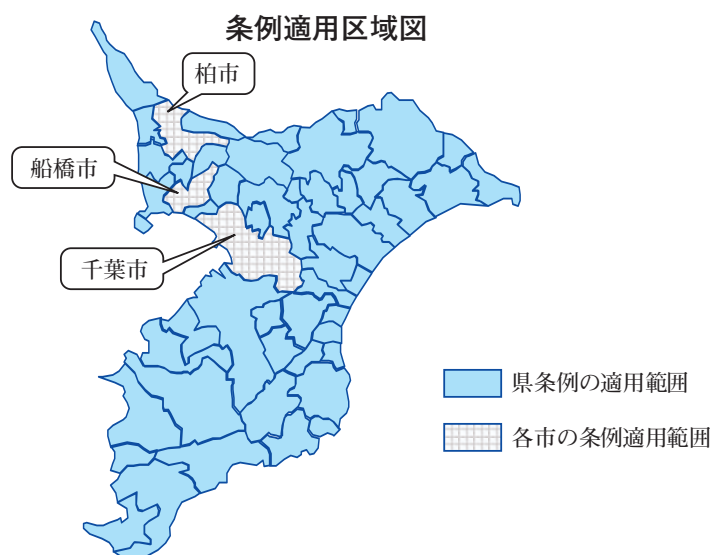 条例適用区域図
柏市
船橋市
千葉市
県条例の適用範囲
各市の条例適用範囲